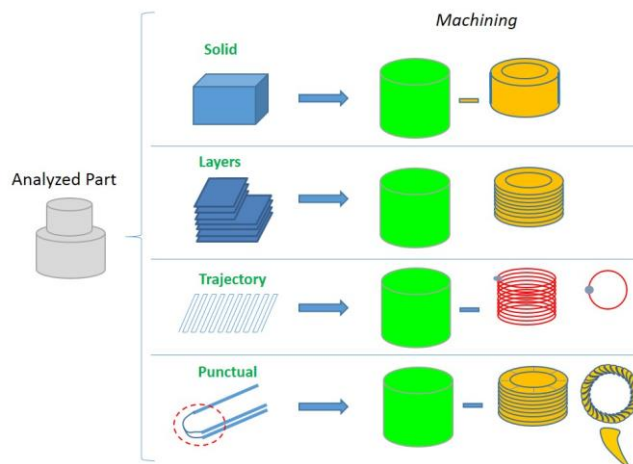 Machining
Solid
Layers
Analyzed Part
Trajectory
Punctual